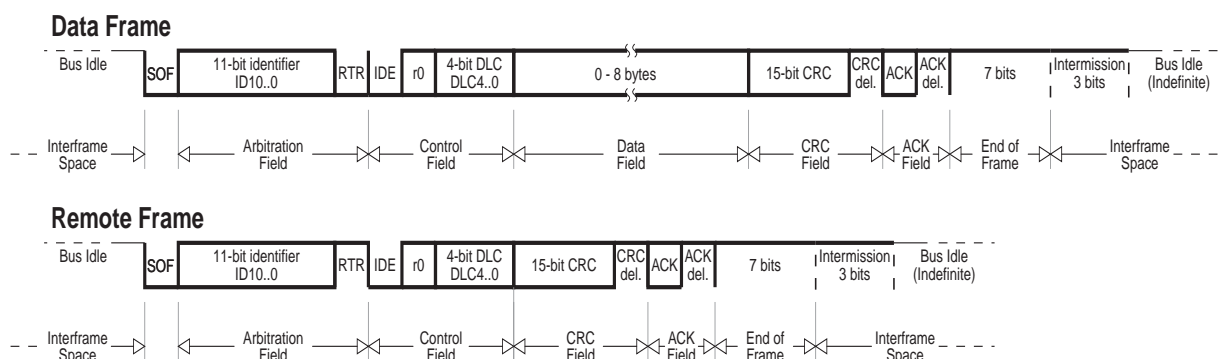 Data Frame
Bus Idle
SOF
11-bit identifier
ID10..0
RTR
IDE
r0
4-bit DLC
DLC4..0
0 - 8 bytes
15-bit CRC
CRC
del.
ACK
ACK
del.
7 bits
Intermission
3 bits
Bus Idle
(Indefinite)
Interframe
Space
Arbitration
Field
Control
Field
Data
Field
CRC
Field
ACK
Field
End of
Frame
Interframe
Space
Remote Frame
Bus Idle
SOF
11-bit identifier
ID10..0
RTR
IDE
r0
4-bit DLC
DLC4..0
15-bit CRC
CRC
del.
ACK
ACK
del.
7 bits
Intermission
3 bits
Bus Idle
(Indefinite)
Interframe
Space
Arbitration
Field
Control
Field
CRC
Field
ACK
Field
End of
Frame
Interframe
Space